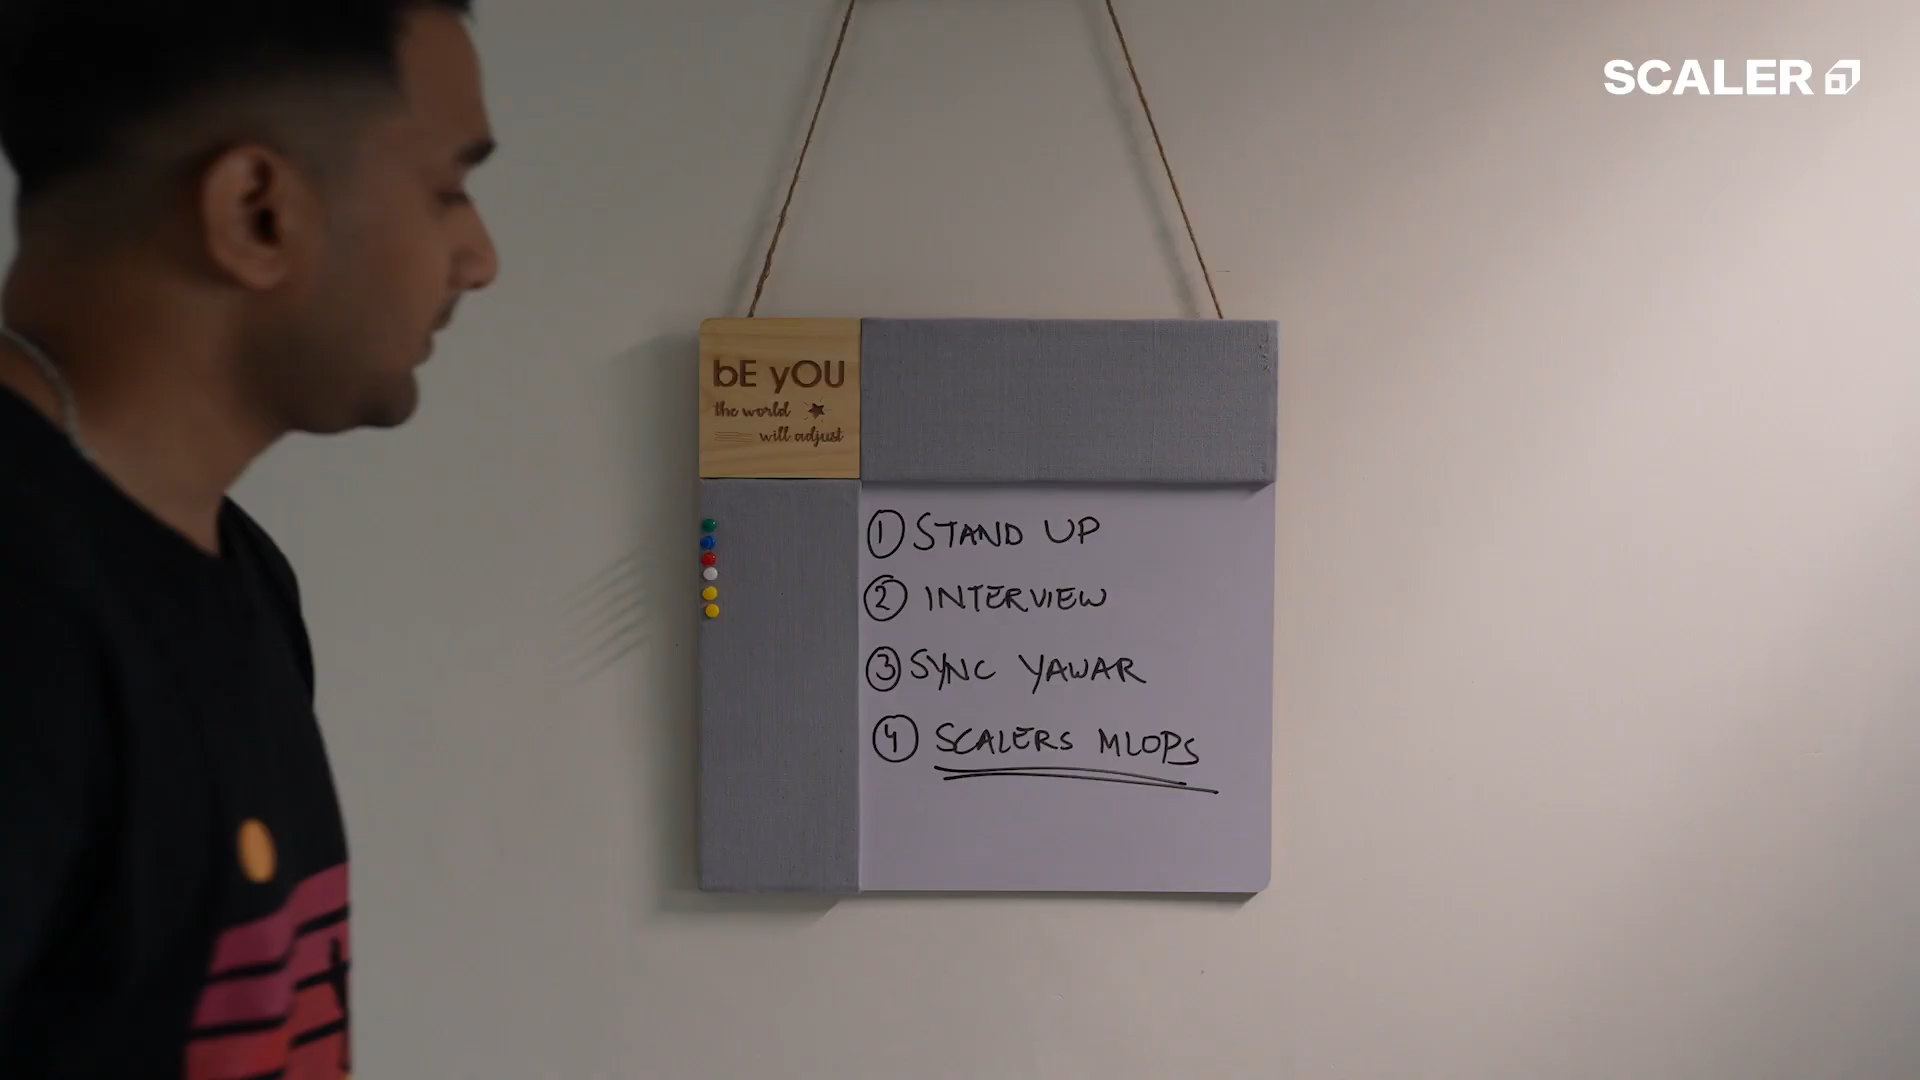 SCALER
bE yOU
the world
will adjust
1 STAND UP
2 INTERVIEW
3 SYNC YAWAR
4 SCALERS MLOPS